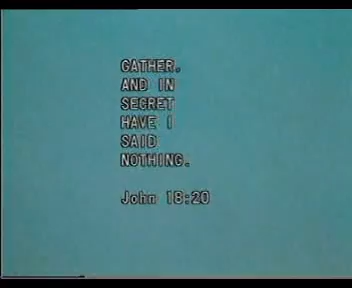 GATHER.
AND IN
SECRET
HAVE I
SAID
NOTHING.
John 18:20